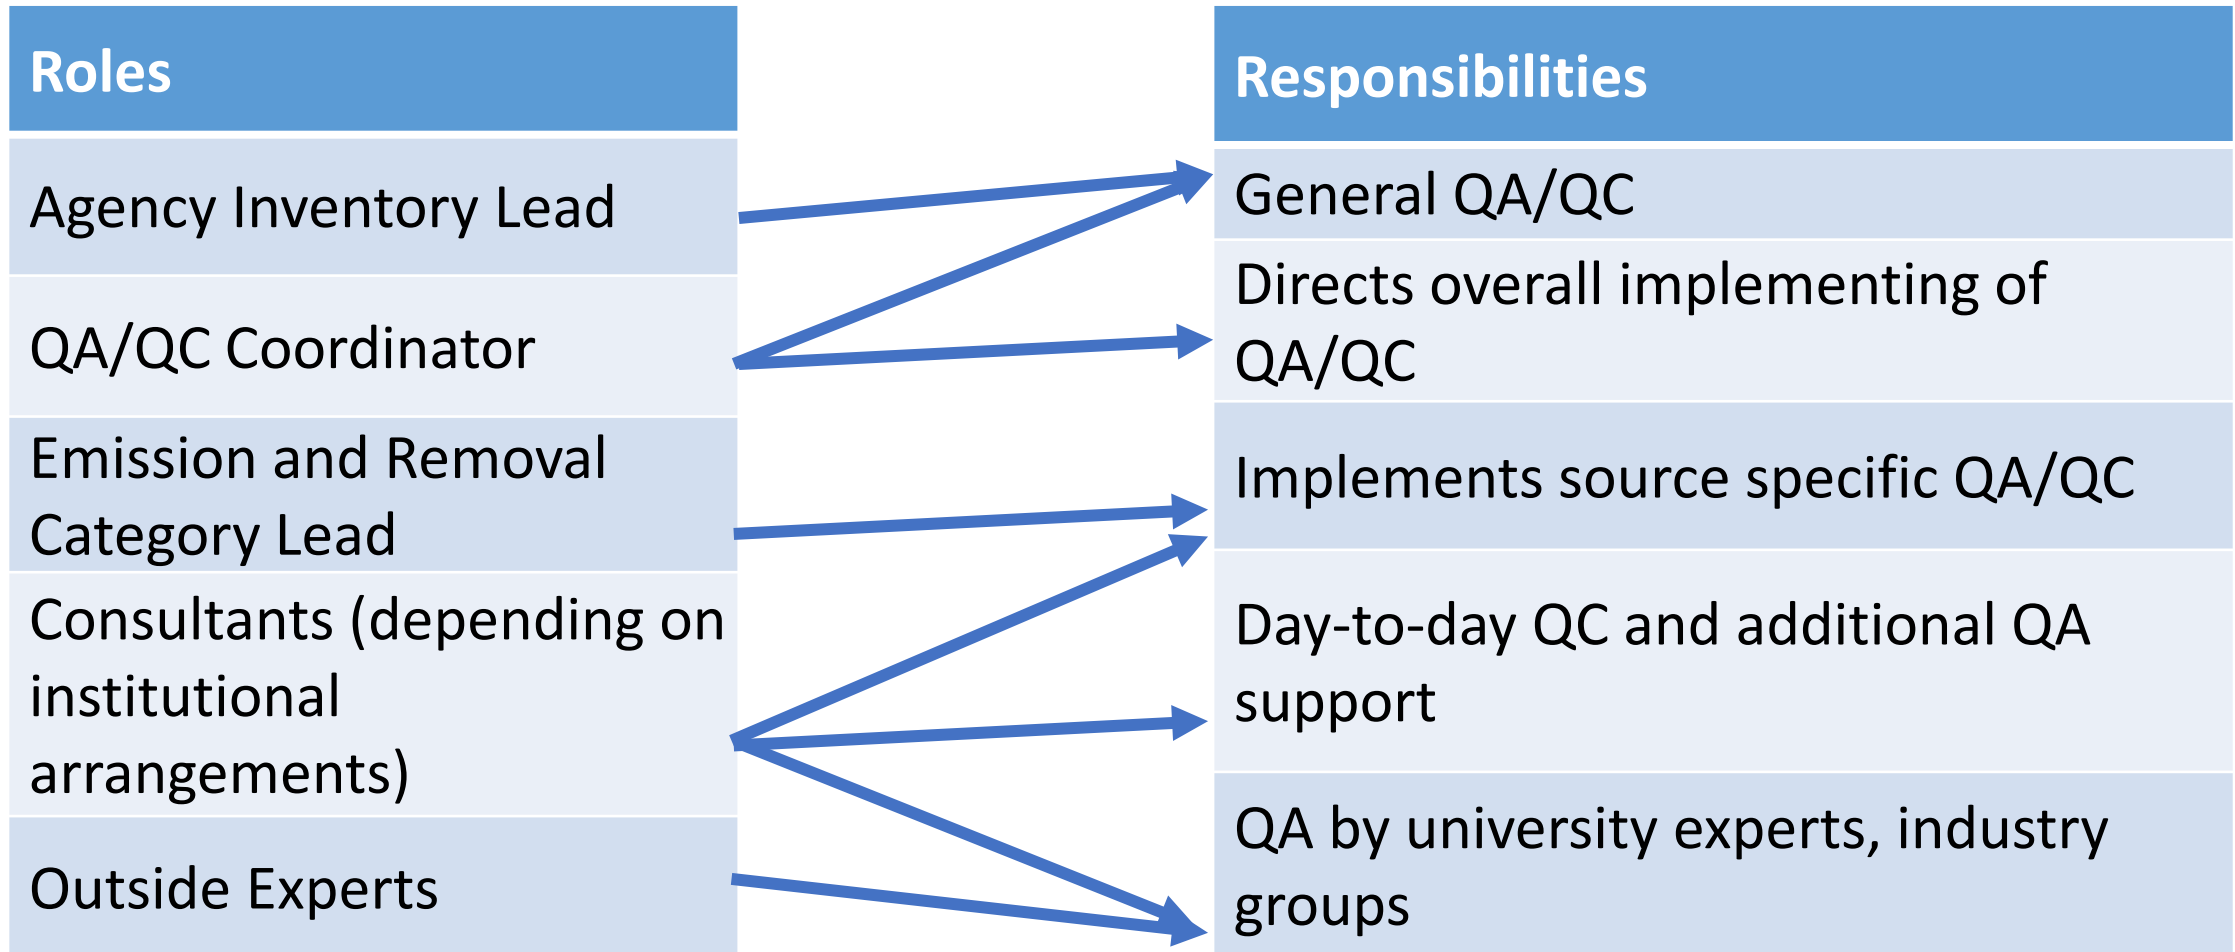 Roles
Agency Inventory Lead
QA/QC Coordinator
Emission and Removal
Category Lead
Consultants (depending on
institutional
arrangements)
Outside Experts
Responsibilities
General QA/QC
Directs overall implementing of
QA/QC
Implements source specific QA/QC
Day-to-day QC and additional QA
support
QA by university experts, industry
groups